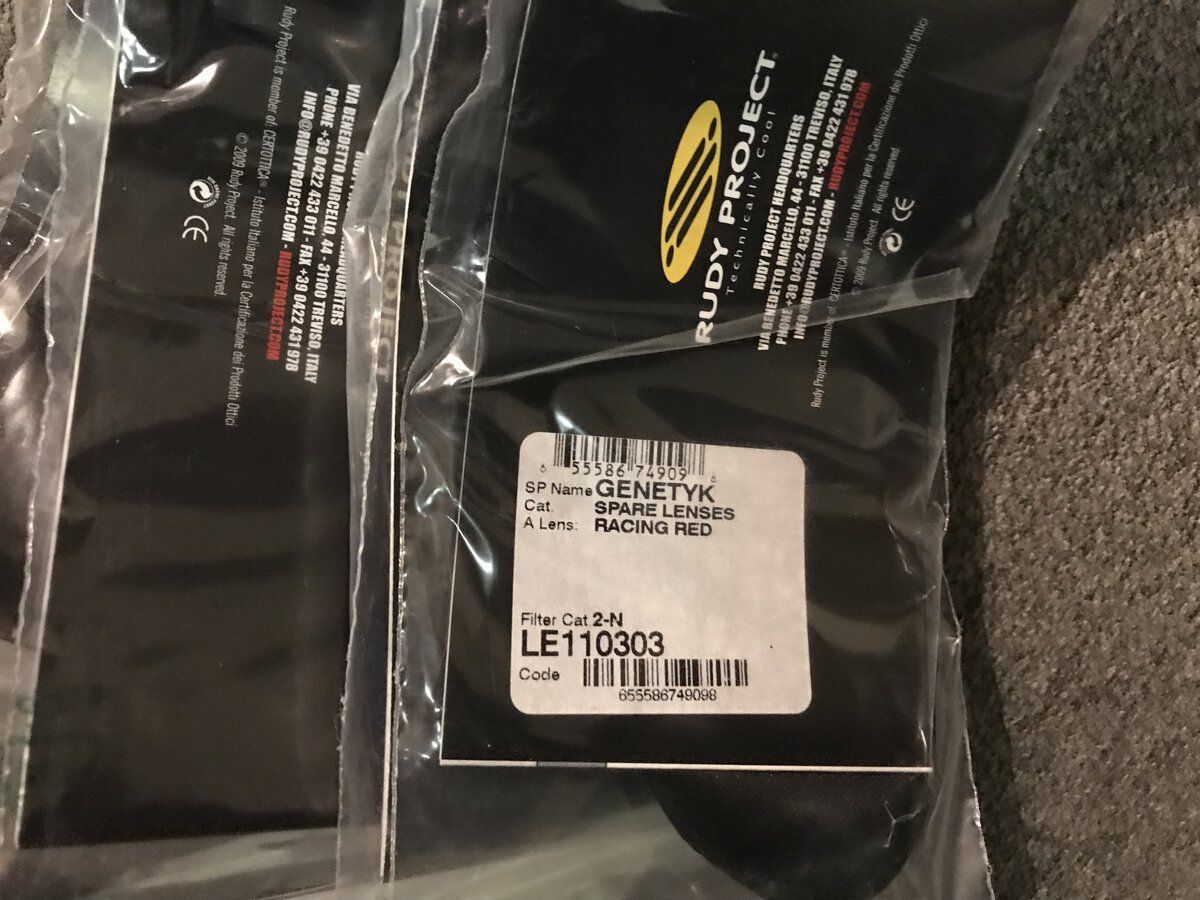 VIA BENEDETTO MARCELLO, 44 - 31100 TREVISO, ITALY
PHONE +39 0422 433 011 - FAX +39 0422 431 978
INFO@RUDYPROJECT.COM - RUDYPROJECT.COM
Rudy Project is member of: CERTOTTICA - Istituto Italiano per la Certificazione dei Prodotti Ottici
© 2009 Rudy Project. All rights reserved.
CE
RUDY PROJECT
Technically Cool
RUDY PROJECT HEADQUARTERS
VIA BENEDETTO MARCELLO, 44 - 31100 TREVISO, ITALY
PHONE +39 0422 433 011 - FAX +39 0422 431 978
INFO@RUDYPROJECT.COM - RUDYPROJECT.COM
Rudy Project is member of: CERTOTTICA - Istituto Italiano per la Certificazione dei Prodotti Ottici
© 2009 Rudy Project. All rights reserved
CE
6 55586 74909 8
SP Name GENETYK
Cat. SPARE LENSES
A Lens: RACING RED
Filter Cat.2-N
LE110303
Code
655586749098